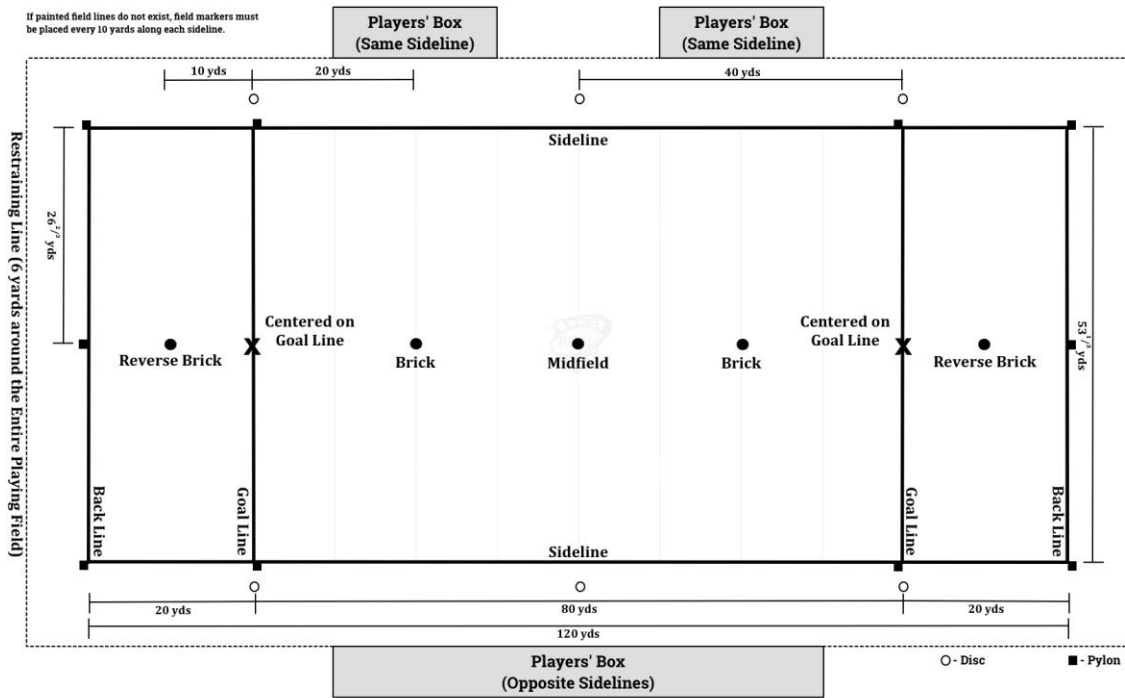 If painted field lines do not exist, field markers must
be placed every 10 yards along each sideline.
Players' Box
(Same Sideline)
Players' Box
(Same Sideline)
10 yds
20 yds
40 yds
Sideline
Restraining Line (6 yards around the Entire Playing Field)
26 2/3 yds
53 1/3 yds
Centered on
Goal Line
Centered on
Goal Line
Reverse Brick
Brick
Midfield
Brick
Reverse Brick
Back Line
Goal Line
Goal Line
Back Line
Sideline
20 yds
80 yds
20 yds
120 yds
Players' Box
(Opposite Sidelines)
- Disc
- Pylon